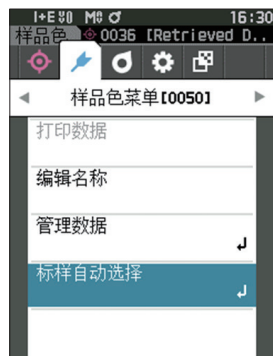 I+E M0 ♂ 16:30
样品色 0036 [Retrieved D..
样品色菜单[0050]
打印数据
编辑名称
管理数据
标样自动选择